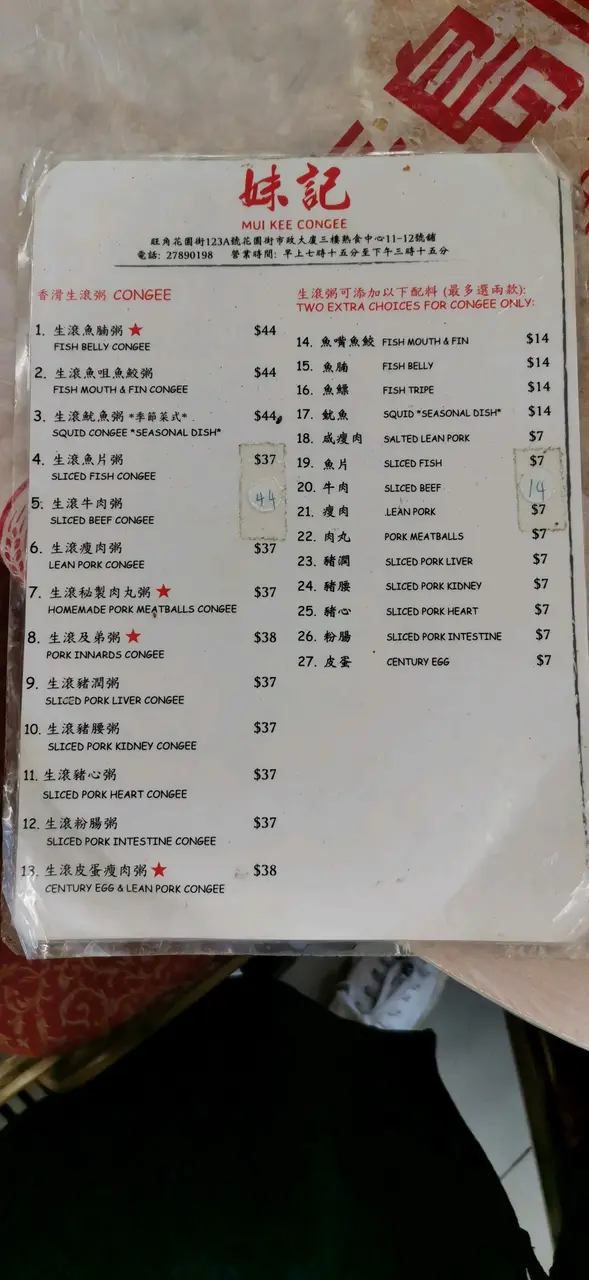 妹記
MUI KEE CONGEE
旺角花園街123A號花園街市政大廈三樓熟食中心11-12號舖
電話: 27890198 營業時間: 早上七時十五分至下午三時十五分
香滑生滾粥 CONGEE
1. 生滾魚腩粥 ★ $44
FISH BELLY CONGEE
2. 生滾魚咀魚鮫粥 $44
FISH MOUTH & FIN CONGEE
3. 生滾魷魚粥 *季節菜式* $44
SQUID CONGEE *SEASONAL DISH*
4. 生滾魚片粥 $37
SLICED FISH CONGEE
44
5. 生滾牛肉粥
SLICED BEEF CONGEE
6. 生滾瘦肉粥 $37
LEAN PORK CONGEE
7. 生滾秘製肉丸粥 ★ $37
HOMEMADE PORK MEATBALLS CONGEE
8. 生滾及弟粥 ★ $38
PORK INNARDS CONGEE
9. 生滾豬膶粥 $37
SLICED PORK LIVER CONGEE
10. 生滾豬腰粥 $37
SLICED PORK KIDNEY CONGEE
11. 生滾豬心粥 $37
SLICED PORK HEART CONGEE
12. 生滾粉腸粥 $37
SLICED PORK INTESTINE CONGEE
13. 生滾皮蛋瘦肉粥 ★ $38
CENTURY EGG & LEAN PORK CONGEE
生滾粥可添加以下配料 (最多選兩款):
TWO EXTRA CHOICES FOR CONGEE ONLY:
14. 魚嘴魚鮫 FISH MOUTH & FIN $14
15. 魚腩 FISH BELLY $14
16. 魚鰾 FISH TRIPE $14
17. 魷魚 SQUID *SEASONAL DISH* $14
18. 咸瘦肉 SALTED LEAN PORK $7
19. 魚片 SLICED FISH $7
20. 牛肉 SLICED BEEF 14
21. 瘦肉 LEAN PORK $7
22. 肉丸 PORK MEATBALLS $7
23. 豬膶 SLICED PORK LIVER $7
24. 豬腰 SLICED PORK KIDNEY $7
25. 豬心 SLICED PORK HEART $7
26. 粉腸 SLICED PORK INTESTINE $7
27. 皮蛋 CENTURY EGG $7